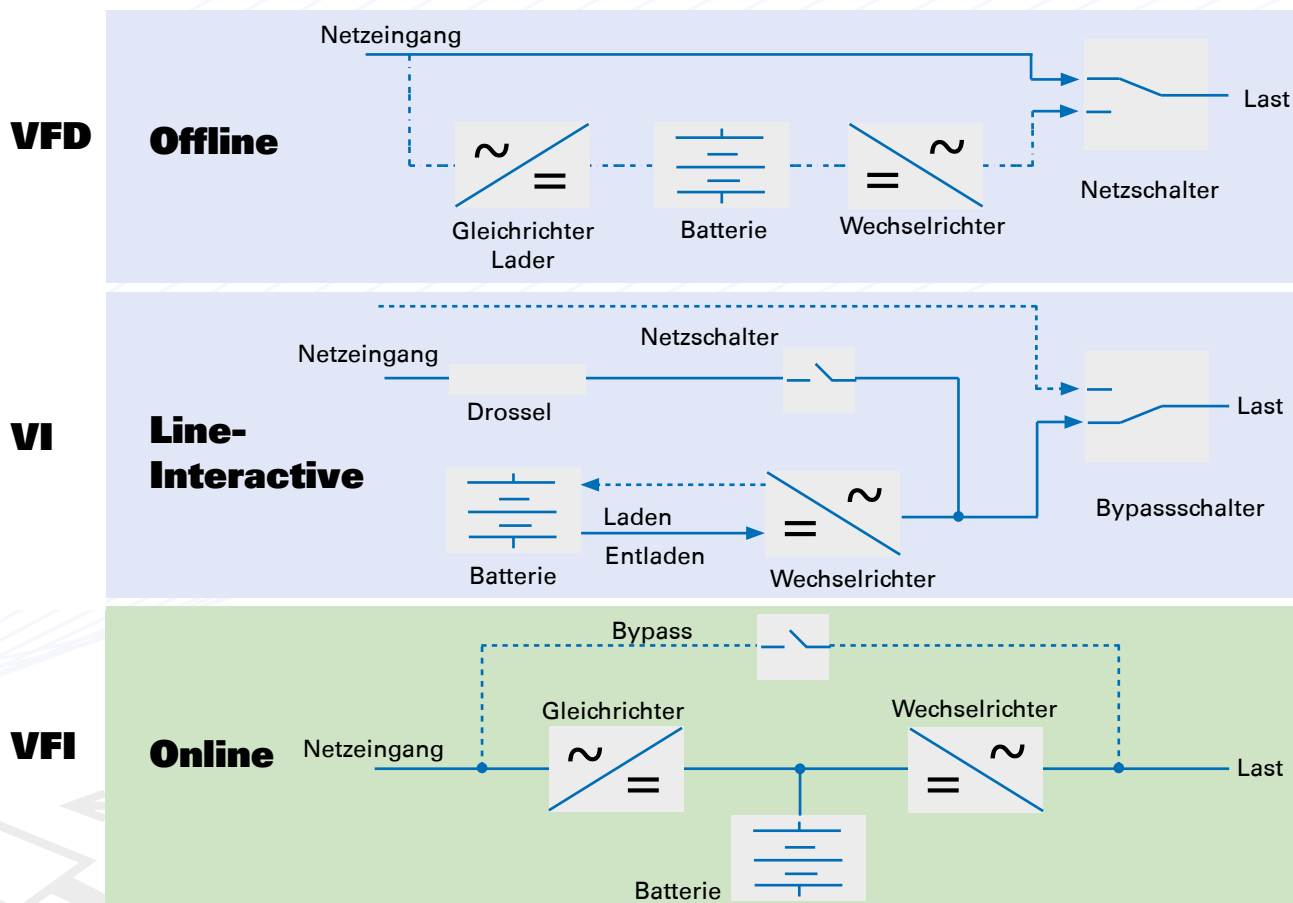 Netzeingang
VFD
Offline
Last
Netzschalter
Gleichrichter
Lader
Batterie
Wechselrichter
Netzeingang
Netzschalter
Drossel
VI
Line-
Interactive
Last
Bypassschalter
Laden
Entladen
Batterie
Wechselrichter
Bypass
Gleichrichter
Wechselrichter
VFI
Online
Netzeingang
Last
Batterie